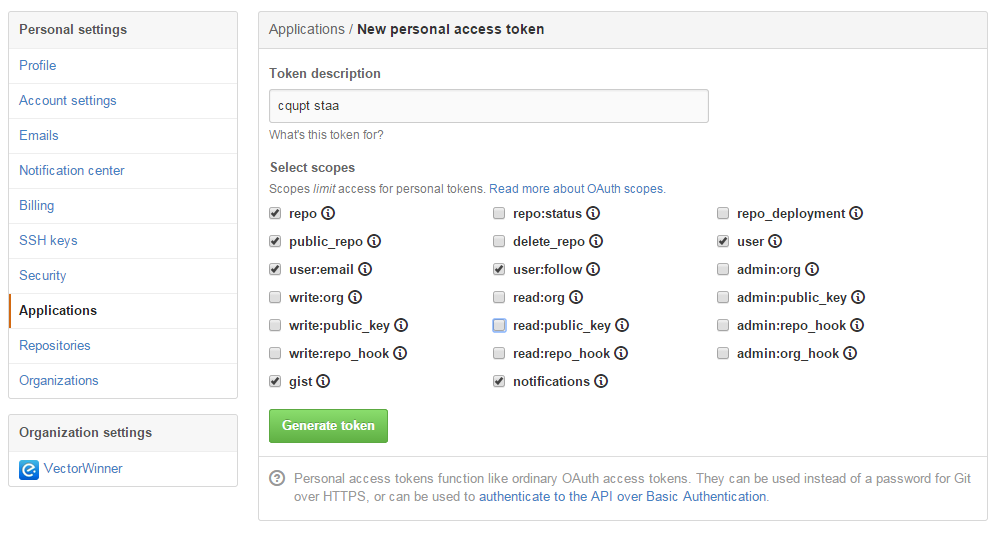 Personal settings
Profile
Account settings
Emails
Notification center
Billing
SSH keys
Security
Applications
Repositories
Organizations
Organization settings
VectorWinner
Applications / New personal access token
Token description
cqupt staa
What's this token for?
Select scopes
Scopes limit access for personal tokens. Read more about OAuth scopes.
repo repo:status repo_deployment
public_repo delete_repo user
user:email user:follow admin:org
write:org read:org admin:public_key
write:public_key read:public_key admin:repo_hook
write:repo_hook read:repo_hook admin:org_hook
gist notifications
Generate token
Personal access tokens function like ordinary OAuth access tokens. They can be used instead of a password for Git
over HTTPS, or can be used to authenticate to the API over Basic Authentication.